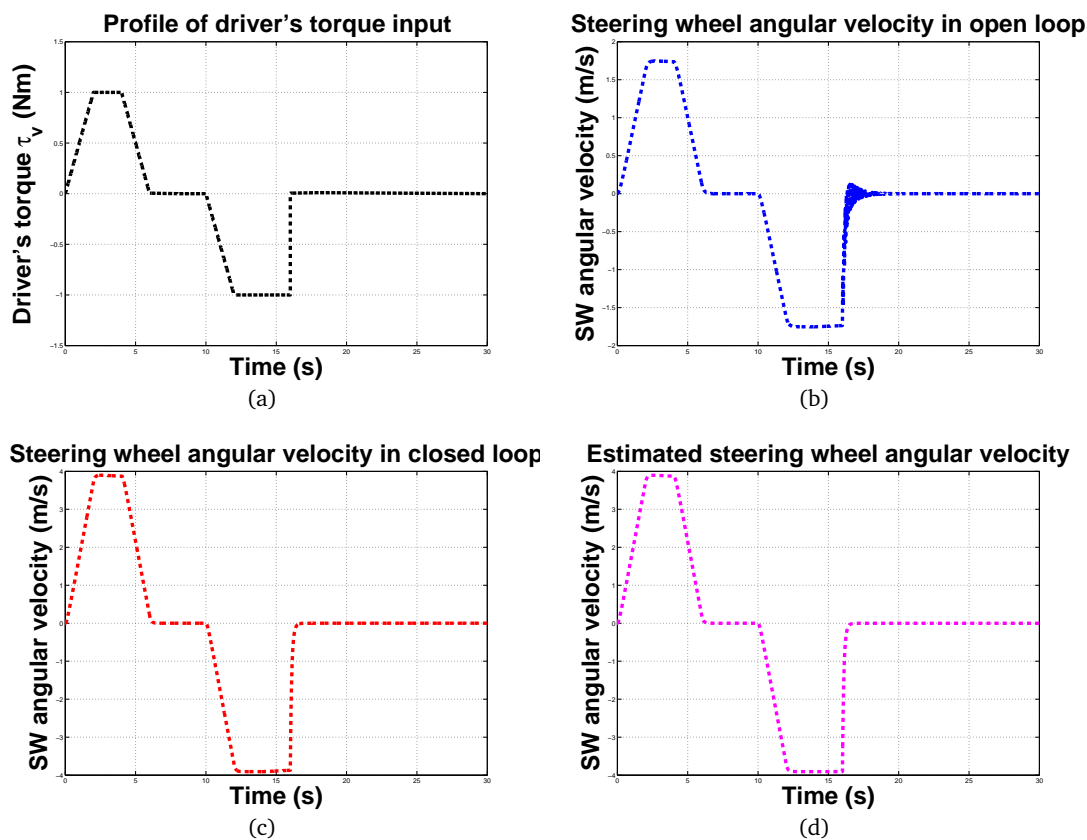 Profile of driver's torque input
Driver's torque τ_v (Nm)
1.5
1
0.5
0
−0.5
−1
−1.5
0 5 10 15 20 25 30
Time (s)
(a)
Steering wheel angular velocity in open loop
SW angular velocity (m/s)
2
1.5
1
0.5
0
−0.5
−1
−1.5
−2
0 5 10 15 20 25 30
Time (s)
(b)
Steering wheel angular velocity in closed loop
SW angular velocity (m/s)
4
3
2
1
0
−1
−2
−3
−4
0 5 10 15 20 25 30
Time (s)
(c)
Estimated steering wheel angular velocity
SW angular velocity (m/s)
4
3
2
1
0
−1
−2
−3
−4
0 5 10 15 20 25 30
Time (s)
(d)